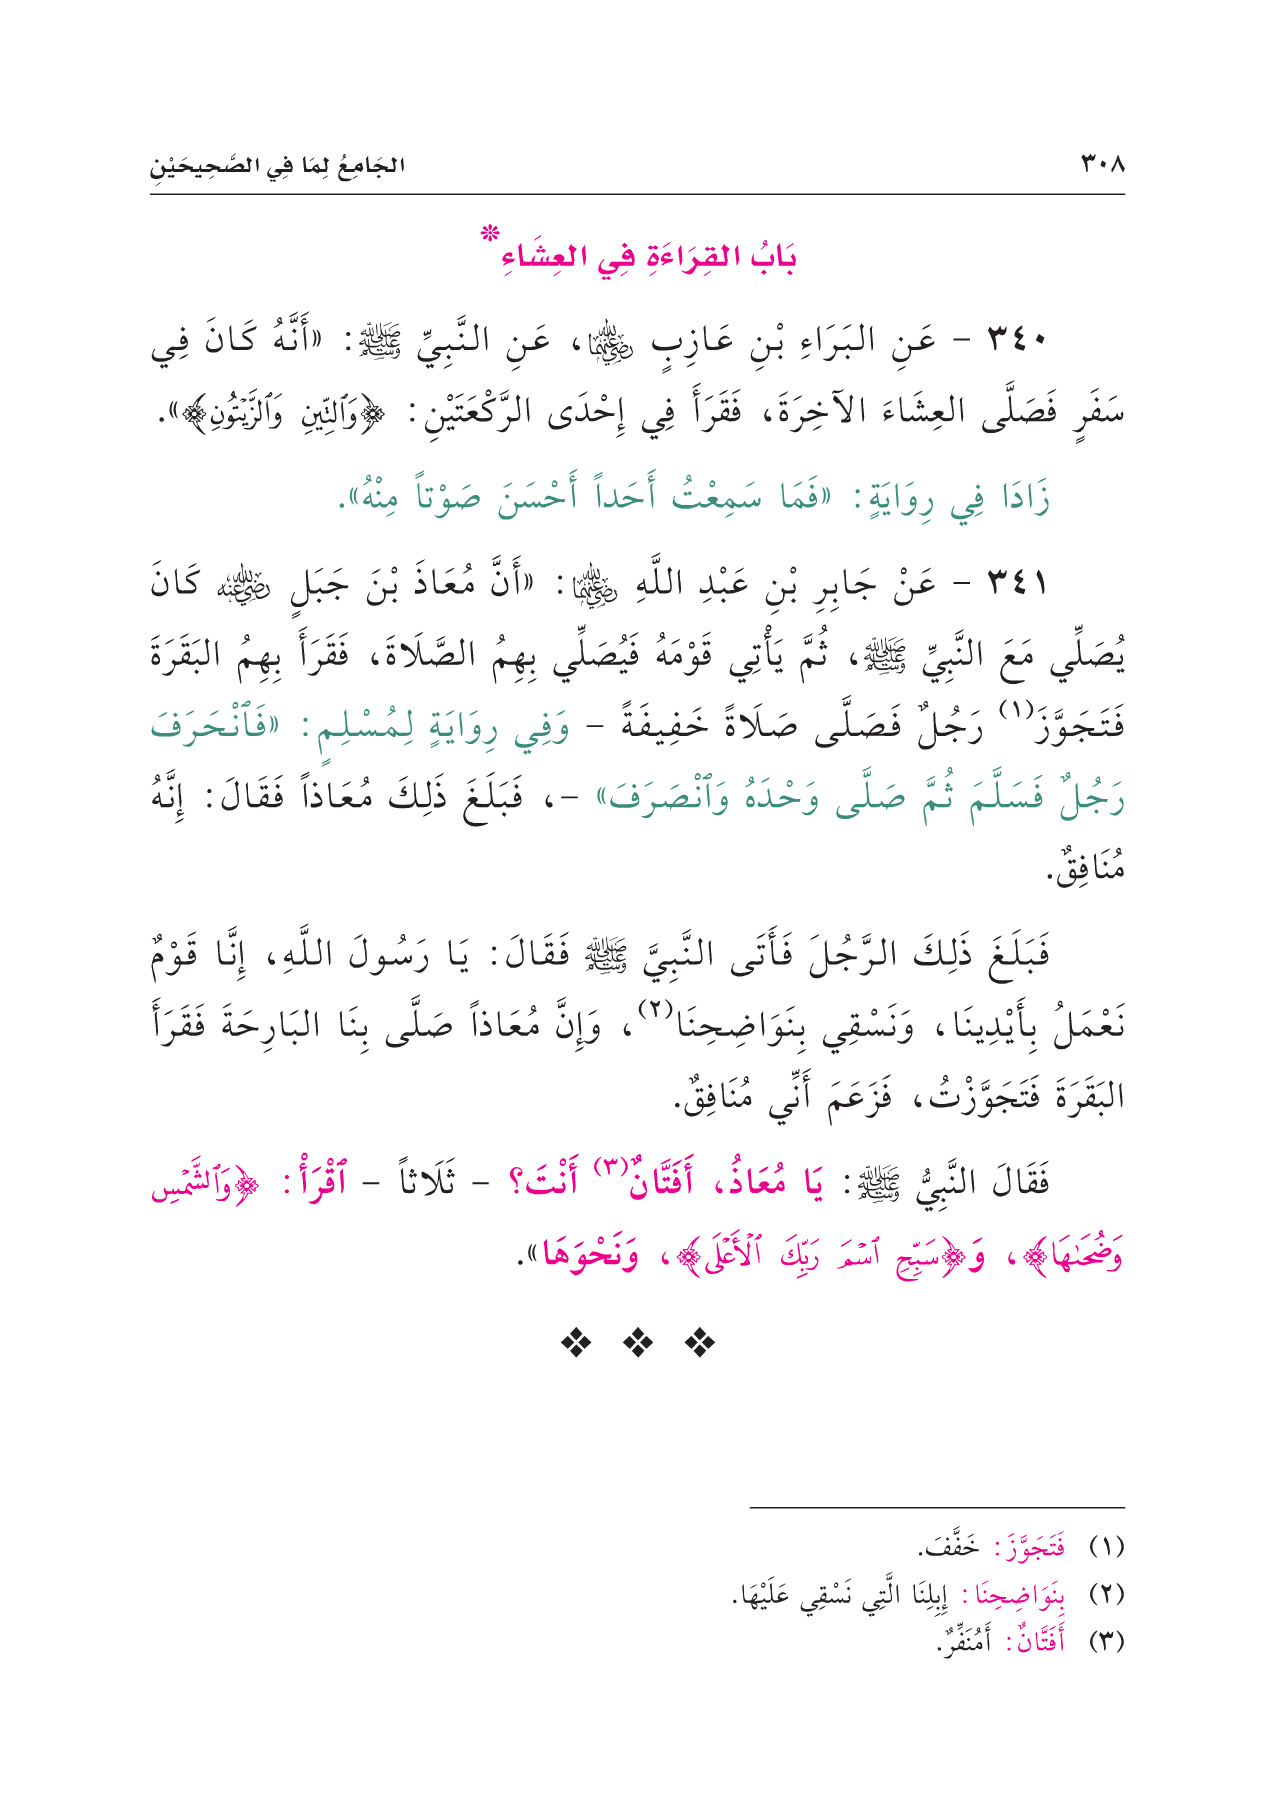 ٣٠٨ الجَامِعُ لِمَا فِي الصَّحِيحَيْنِ
بَابُ القِرَاءَةِ فِي العِشَاءِ*
٣٤٠ - عَنِ البَرَاءِ بْنِ عَازِبٍ رضي الله عنهما، عَنِ النَّبِيِّ ﷺ: «أَنَّهُ كَانَ فِي
سَفَرٍ فَصَلَّى العِشَاءَ الآخِرَةَ، فَقَرَأَ فِي إِحْدَى الرَّكْعَتَيْنِ: ﴿وَٱلتِّينِ وَٱلزَّيْتُونِ﴾».
زَادَا فِي رِوَايَةٍ: «فَمَا سَمِعْتُ أَحَداً أَحْسَنَ صَوْتاً مِنْهُ».
٣٤١ - عَنْ جَابِرِ بْنِ عَبْدِ اللَّهِ رضي الله عنهما: «أَنَّ مُعَاذَ بْنَ جَبَلٍ رضي الله عنه كَانَ
يُصَلِّي مَعَ النَّبِيِّ ﷺ، ثُمَّ يَأْتِي قَوْمَهُ فَيُصَلِّي بِهِمُ الصَّلَاةَ، فَقَرَأَ بِهِمُ البَقَرَةَ
فَتَجَوَّزَ(١) رَجُلٌ فَصَلَّى صَلَاةً خَفِيفَةً - وَفِي رِوَايَةٍ لِمُسْلِمٍ: «فَٱنْحَرَفَ
رَجُلٌ فَسَلَّمَ ثُمَّ صَلَّى وَحْدَهُ وَٱنْصَرَفَ» -، فَبَلَغَ ذَلِكَ مُعَاذاً فَقَالَ: إِنَّهُ
مُنَافِقٌ.
فَبَلَغَ ذَلِكَ الرَّجُلَ فَأَتَى النَّبِيَّ ﷺ فَقَالَ: يَا رَسُولَ اللَّهِ، إِنَّا قَوْمٌ
نَعْمَلُ بِأَيْدِينَا، وَنَسْقِي بِنَوَاضِحِنَا(٢)، وَإِنَّ مُعَاذاً صَلَّى بِنَا البَارِحَةَ فَقَرَأَ
البَقَرَةَ فَتَجَوَّزْتُ، فَزَعَمَ أَنِّي مُنَافِقٌ.
فَقَالَ النَّبِيُّ ﷺ: يَا مُعَاذُ، أَفَتَّانٌ(٣) أَنْتَ؟ - ثَلَاثاً - ٱقْرَأْ: ﴿وَٱلشَّمْسِ
وَضُحَىٰهَا﴾، وَ﴿سَبِّحِ ٱسْمَ رَبِّكَ ٱلْأَعْلَى﴾، وَنَحْوَهَا».
(١) فَتَجَوَّزَ: خَفَّفَ.
(٢) بِنَوَاضِحِنَا: إِبِلِنَا الَّتِي نَسْقِي عَلَيْهَا.
(٣) أَفَتَّانٌ: أَمُنَفِّرٌ.